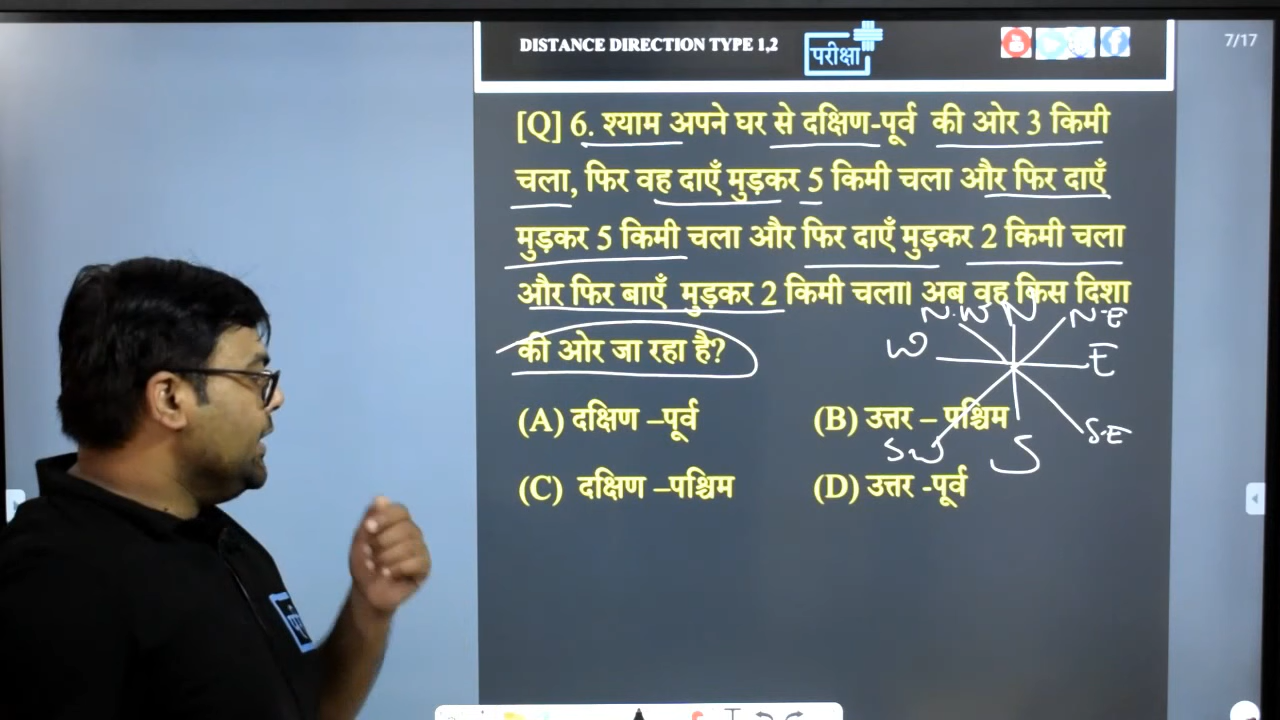 DISTANCE DIRECTION TYPE 1,2
परीक्षा
7/17
[Q] 6. श्याम अपने घर से दक्षिण-पूर्व की ओर 3 किमी
चला, फिर वह दाएँ मुड़कर 5 किमी चला और फिर दाएँ
मुड़कर 5 किमी चला और फिर दाएँ मुड़कर 2 किमी चला
और फिर बाएँ मुड़कर 2 किमी चला। अब वह किस दिशा
की ओर जा रहा है?
N.W N N-E
W E
S-W S S-E
(A) दक्षिण –पूर्व (B) उत्तर – पश्चिम
(C) दक्षिण –पश्चिम (D) उत्तर -पूर्व